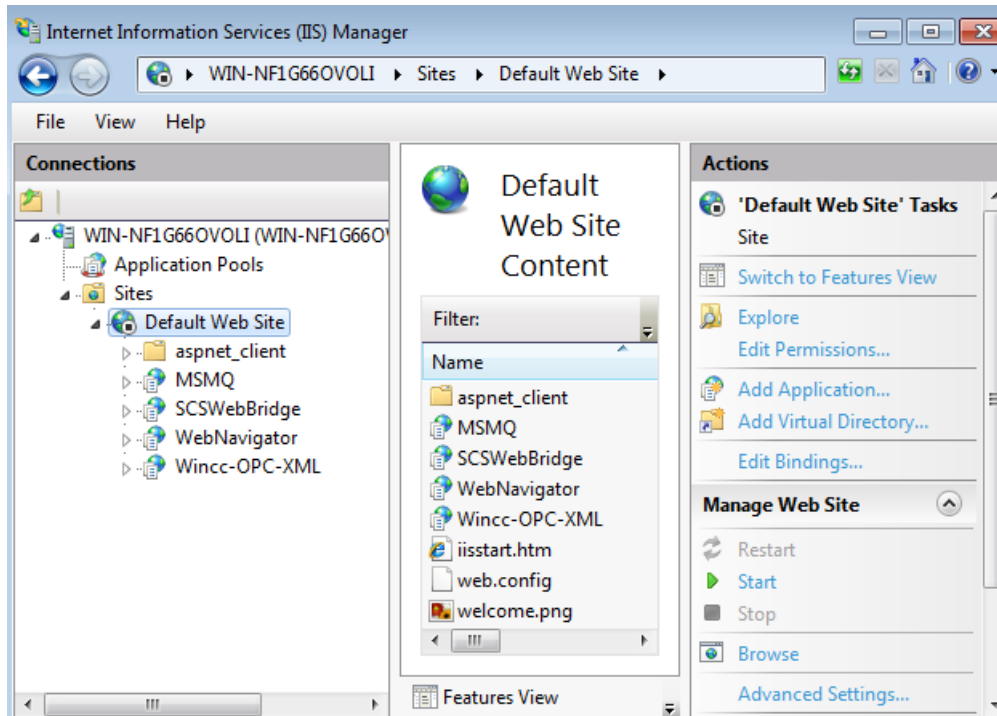 Internet Information Services (IIS) Manager
WIN-NF1G66OVOLI Sites Default Web Site
File View Help
Connections
WIN-NF1G66OVOLI (WIN-NF1G66O
Application Pools
Sites
Default Web Site
aspnet_client
MSMQ
SCSWebBridge
WebNavigator
Wincc-OPC-XML
Default
Web Site
Content
Filter:
Name
aspnet_client
MSMQ
SCSWebBridge
WebNavigator
Wincc-OPC-XML
iisstart.htm
web.config
welcome.png
Features View
Actions
'Default Web Site' Tasks
Site
Switch to Features View
Explore
Edit Permissions...
Add Application...
Add Virtual Directory...
Edit Bindings...
Manage Web Site
Restart
Start
Stop
Browse
Advanced Settings...